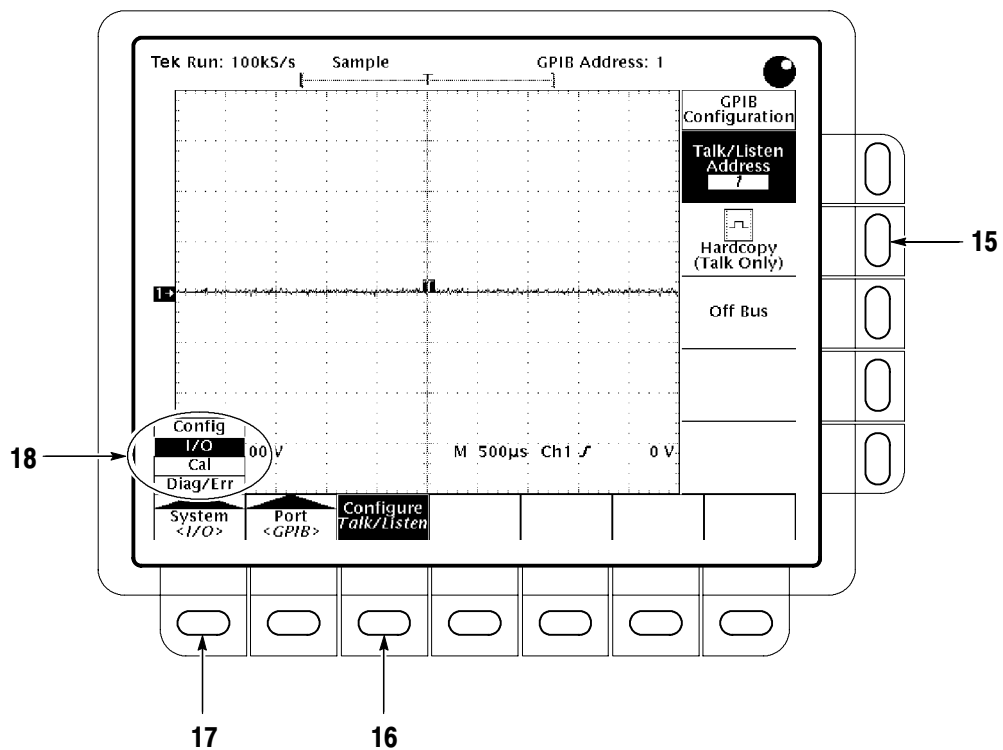 Tek Run: 100kS/s Sample GPIB Address: 1
T
GPIB
Configuration
Talk/Listen
Address
1
Hardcopy
(Talk Only)
15
Off Bus
1→
Config
I/O
Cal
Diag/Err
18
00 V M 500µs Ch1 0 V
System
<I/O>
Port
<GPIB>
Configure
Talk/Listen
17
16